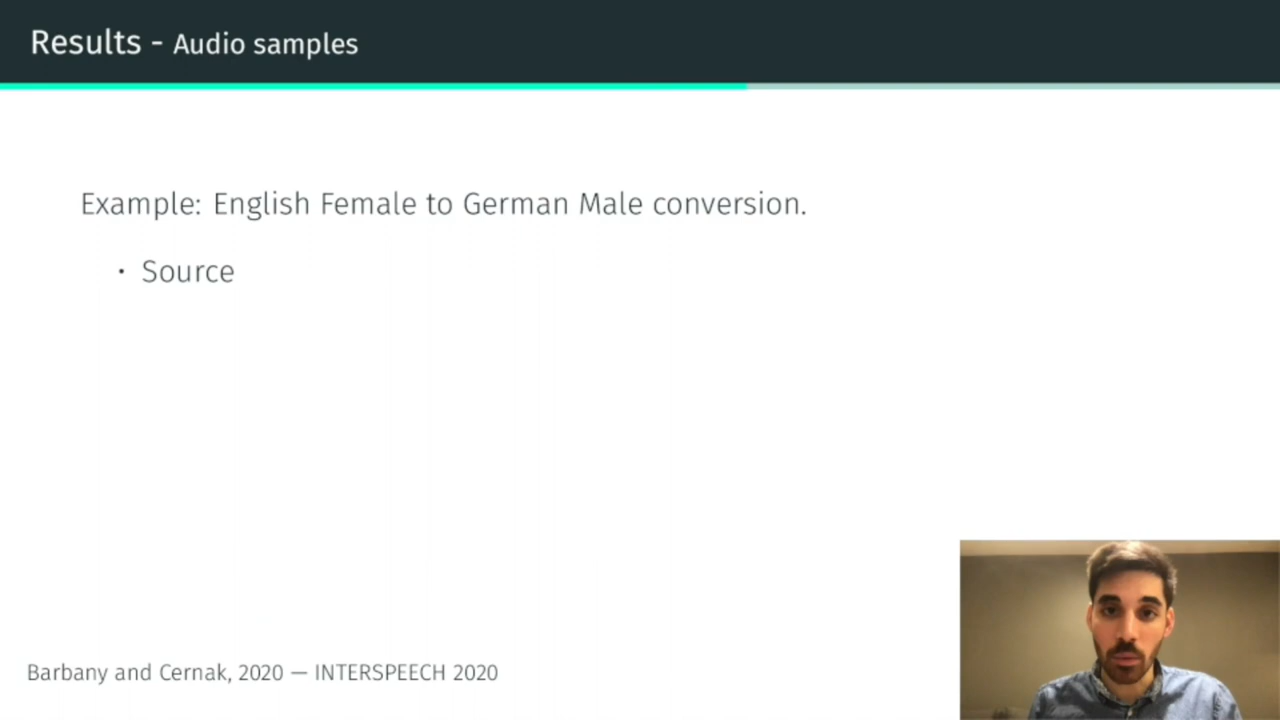 Results - Audio samples
Example: English Female to German Male conversion.
• Source
Barbany and Cernak, 2020 — INTERSPEECH 2020